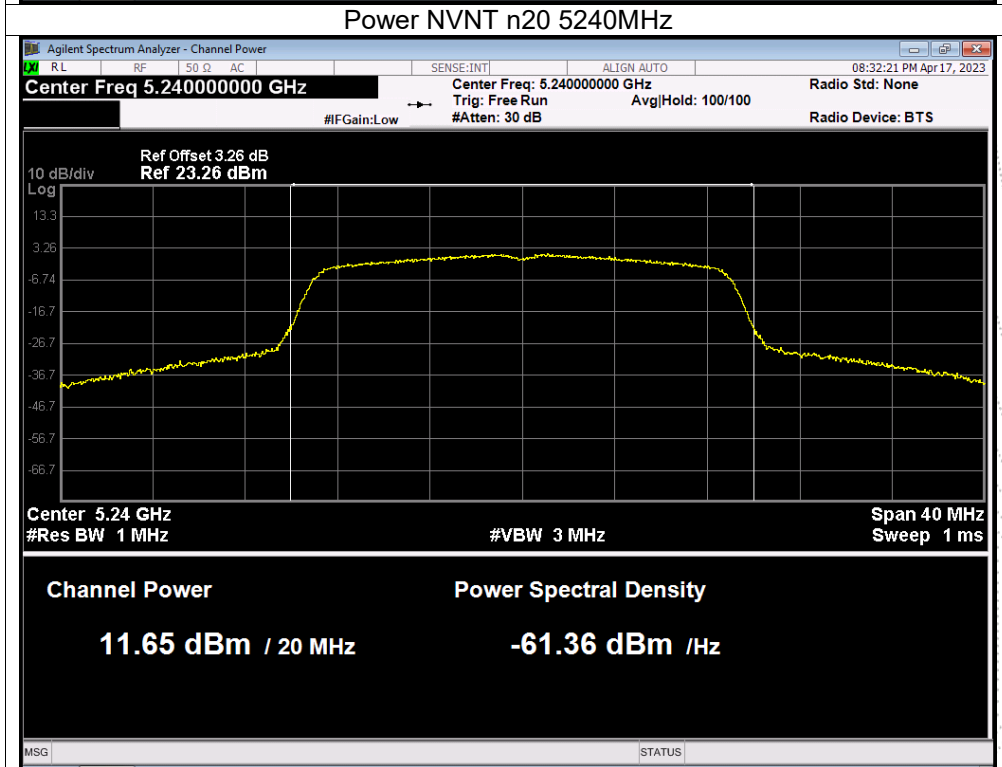 Power NVNT n20 5240MHz
Agilent Spectrum Analyzer - Channel Power
LXI RL RF 50 Ω AC SENSE:INT ALIGN AUTO 08:32:21 PM Apr 17, 2023
Center Freq 5.240000000 GHz Center Freq: 5.240000000 GHz Radio Std: None
Trig: Free Run Avg|Hold: 100/100
#IFGain:Low #Atten: 30 dB Radio Device: BTS
Ref Offset 3.26 dB
10 dB/div Ref 23.26 dBm
Log
13.3
3.26
-6.74
-16.7
-26.7
-36.7
-46.7
-56.7
-66.7
Center 5.24 GHz Span 40 MHz
#Res BW 1 MHz #VBW 3 MHz Sweep 1 ms
Channel Power Power Spectral Density
11.65 dBm / 20 MHz -61.36 dBm /Hz
MSG STATUS